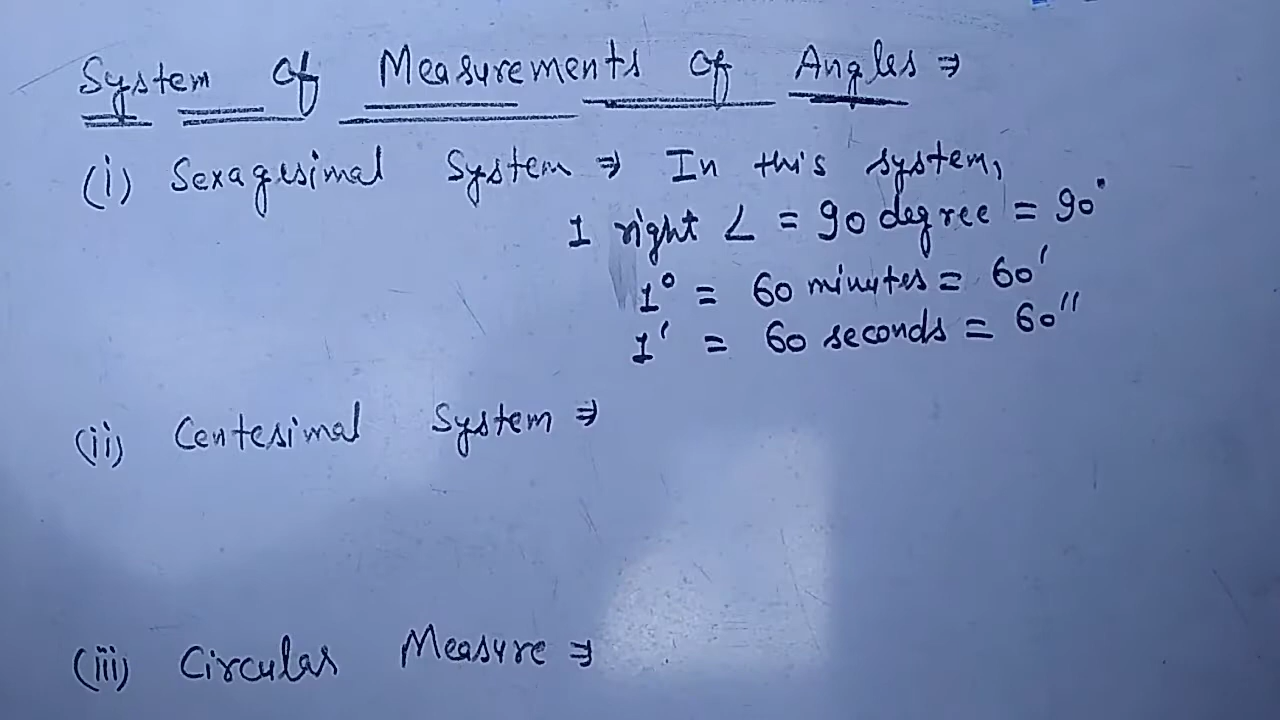 System of Measurements of Angles ⇒
(i) Sexagesimal System ⇒ In this system,
1 right ∠ = 90 degree = 90°
1° = 60 minutes = 60′
1′ = 60 seconds = 60″
(ii) Centesimal System ⇒
(iii) Circular Measure ⇒